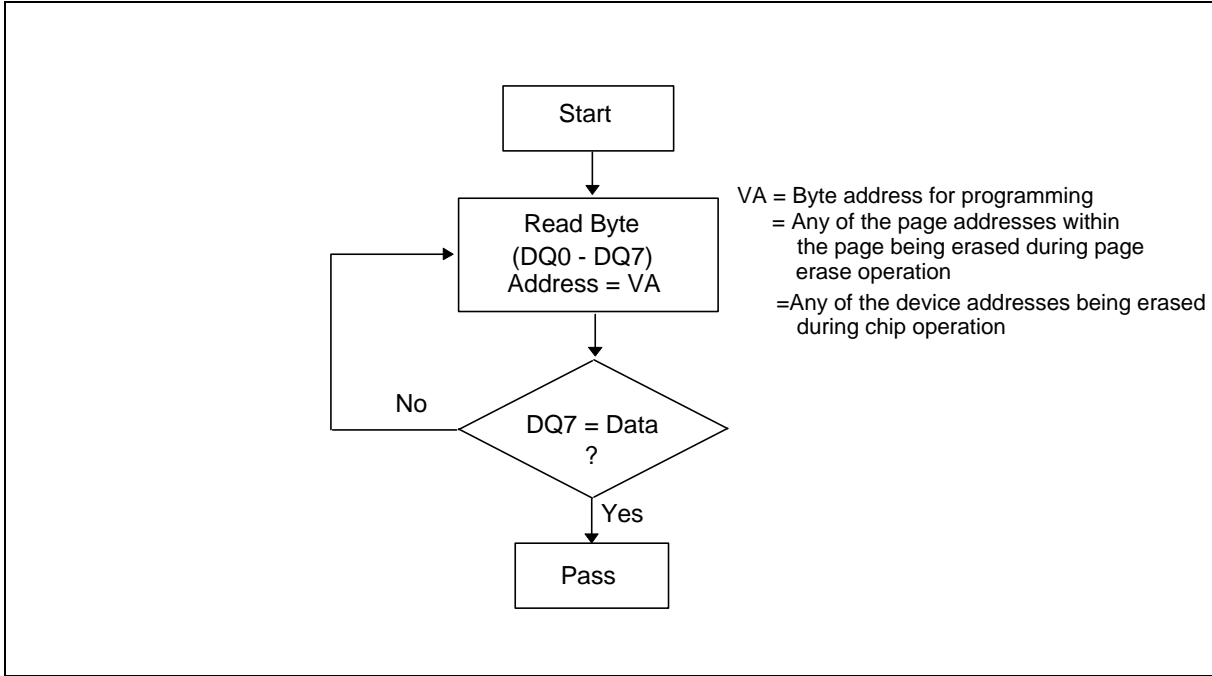 Start
Read Byte
(DQ0 - DQ7)
Address = VA
VA = Byte address for programming
= Any of the page addresses within
the page being erased during page
erase operation
=Any of the device addresses being erased
during chip operation
No
DQ7 = Data
?
Yes
Pass